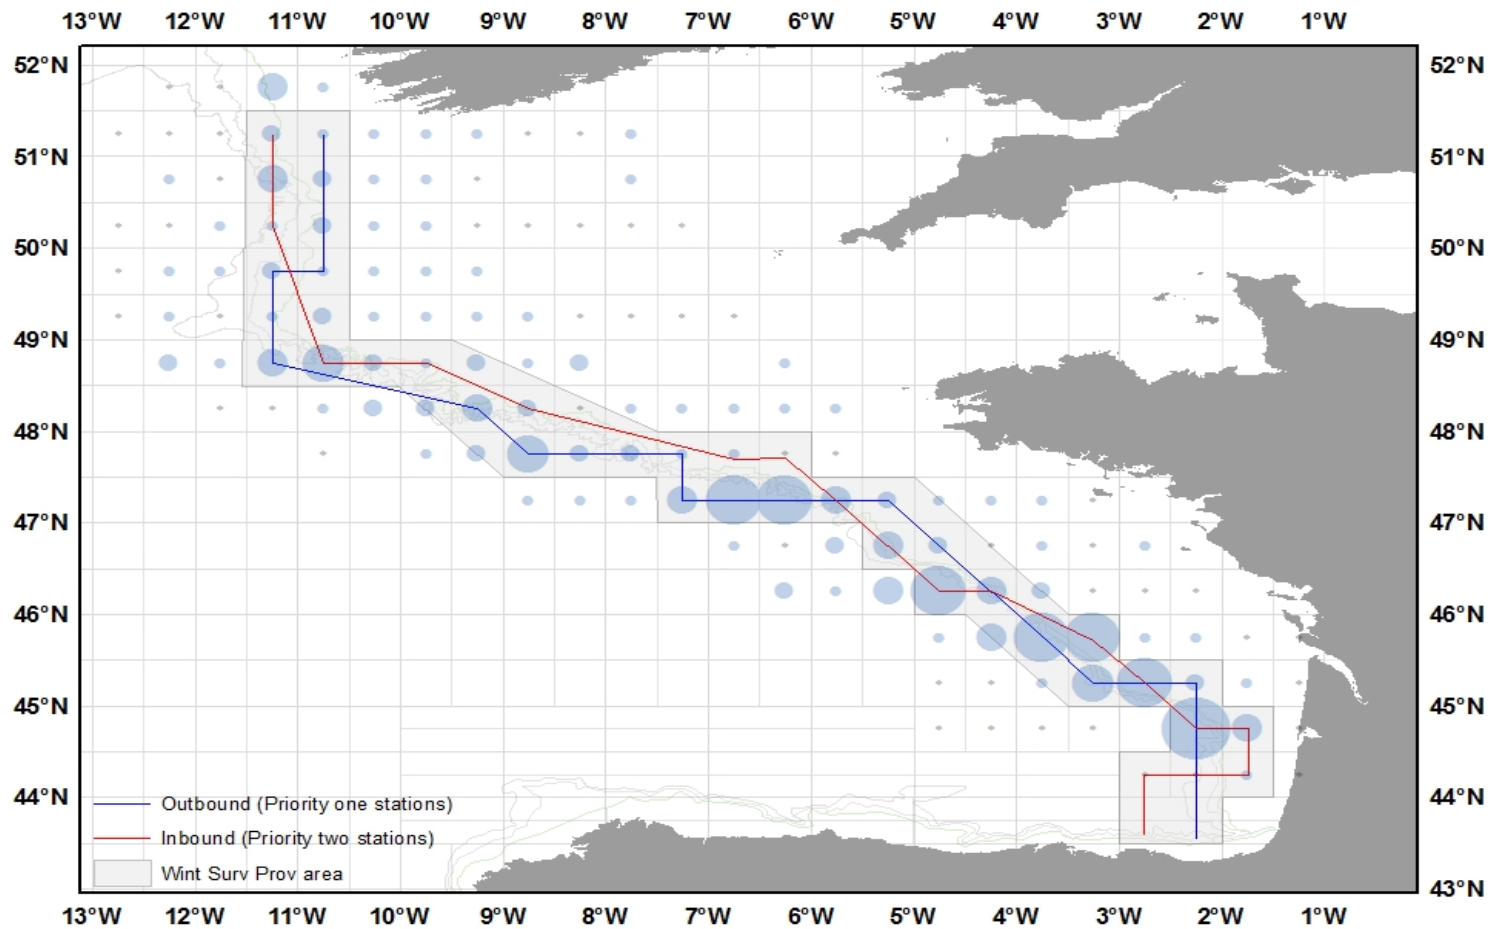 13°W 12°W 11°W 10°W 9°W 8°W 7°W 6°W 5°W 4°W 3°W 2°W 1°W
52°N 52°N
51°N 51°N
50°N 50°N
49°N 49°N
48°N 48°N
47°N 47°N
46°N 46°N
45°N 45°N
44°N 44°N
Outbound (Priority one stations)
Inbound (Priority two stations)
Wint Surv Prov area
43°N 43°N
13°W 12°W 11°W 10°W 9°W 8°W 7°W 6°W 5°W 4°W 3°W 2°W 1°W